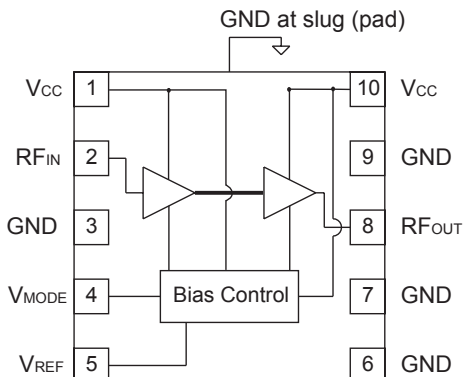 GND at slug (pad)
VCC 1 10 VCC
RFIN 2 9 GND
GND 3 8 RFOUT
VMODE 4 Bias Control 7 GND
VREF 5 6 GND